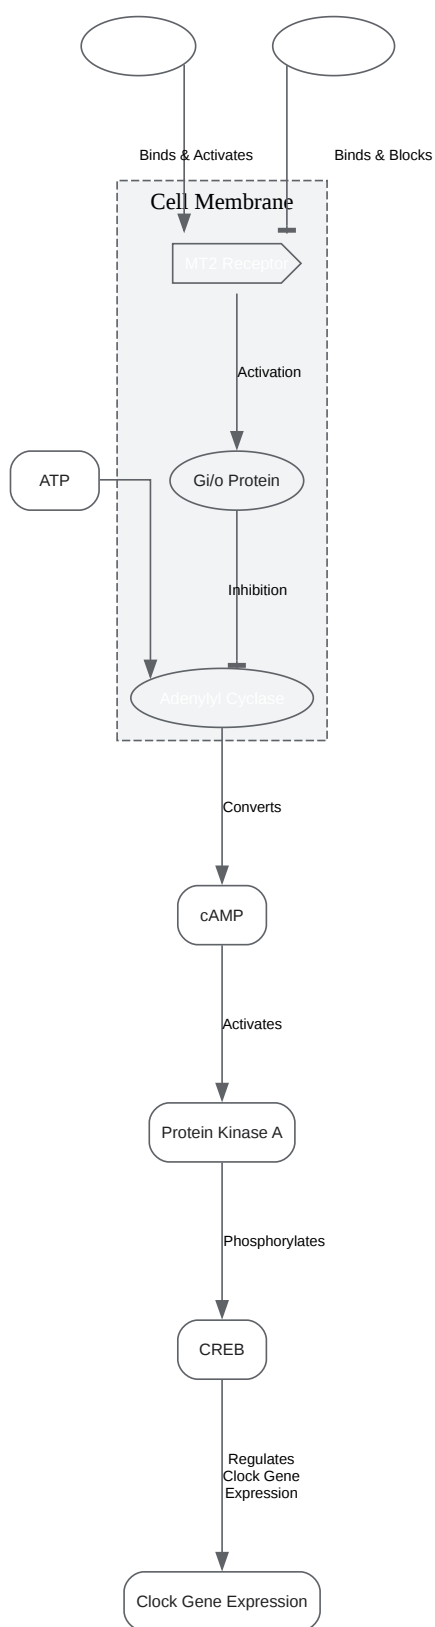 Binds & Activates
Binds & Blocks
Cell Membrane
MT2 Receptor
Activation
ATP
Gi/o Protein
Inhibition
Adenylyl Cyclase
Converts
cAMP
Activates
Protein Kinase A
Phosphorylates
CREB
Regulates
Clock Gene
Expression
Clock Gene Expression